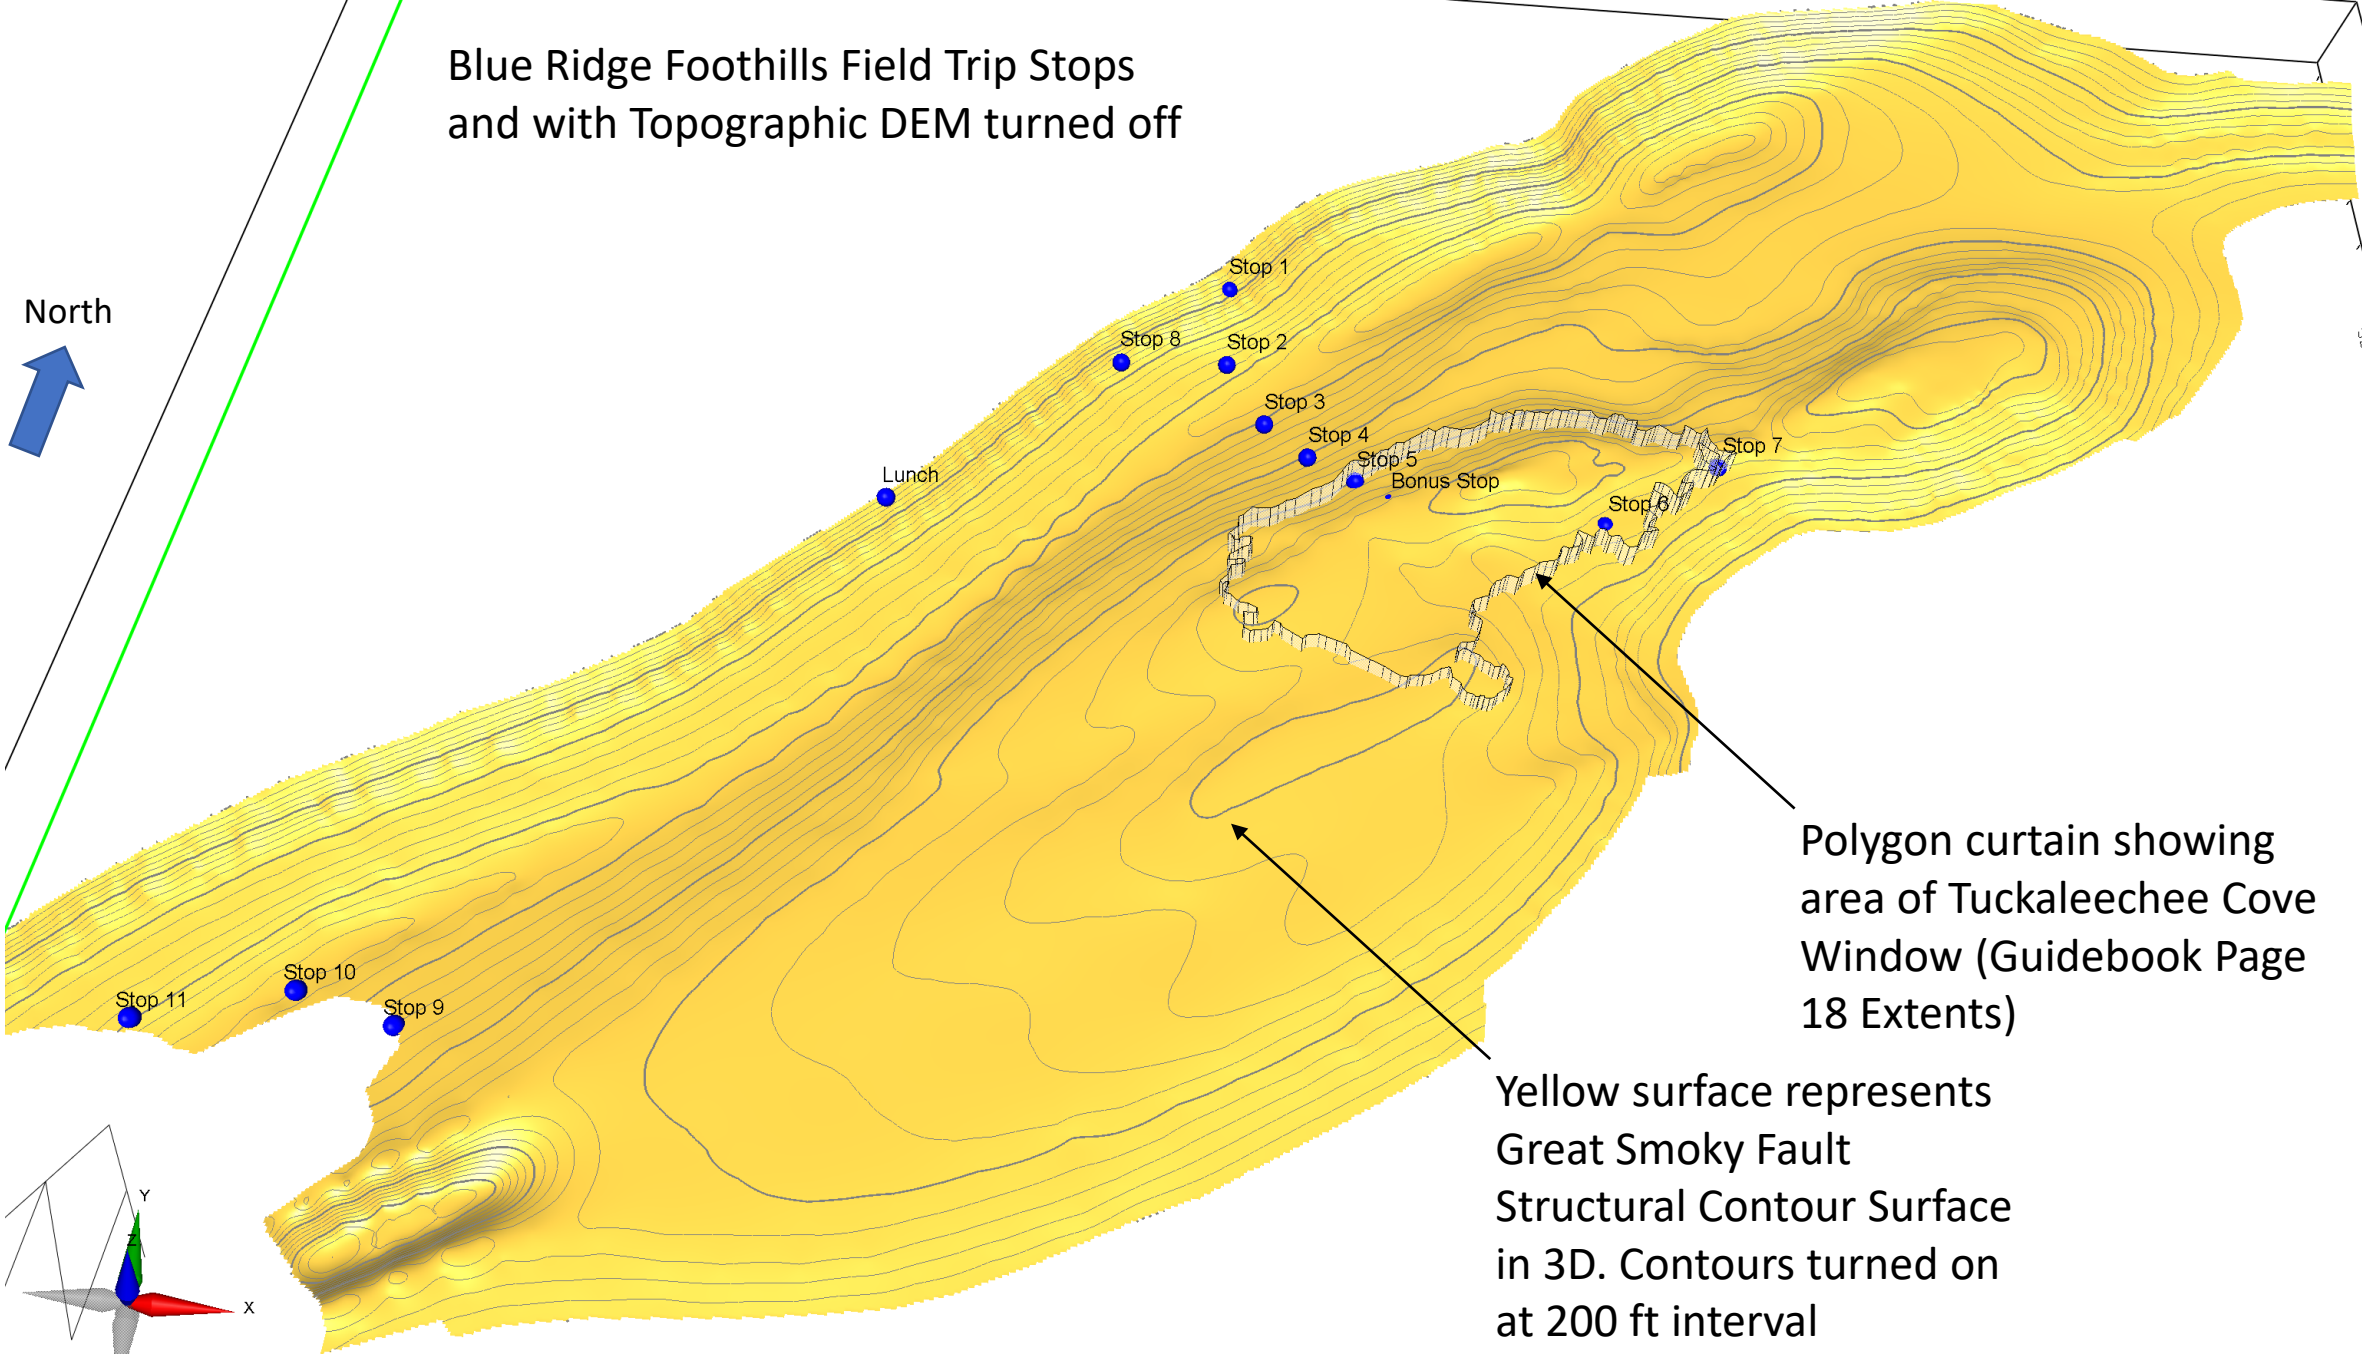 Blue Ridge Foothills Field Trip Stops
and with Topographic DEM turned off
North
Stop 1
Stop 8
Stop 2
Stop 3
Stop 4
Stop 7
Stop 5
Lunch
Bonus Stop
Stop 6
Polygon curtain showing
area of Tuckaleechee Cove
Window (Guidebook Page
18 Extents)
Stop 10
Stop 11
Stop 9
Yellow surface represents
Great Smoky Fault
Structural Contour Surface
in 3D. Contours turned on
at 200 ft interval
Y
Z
X